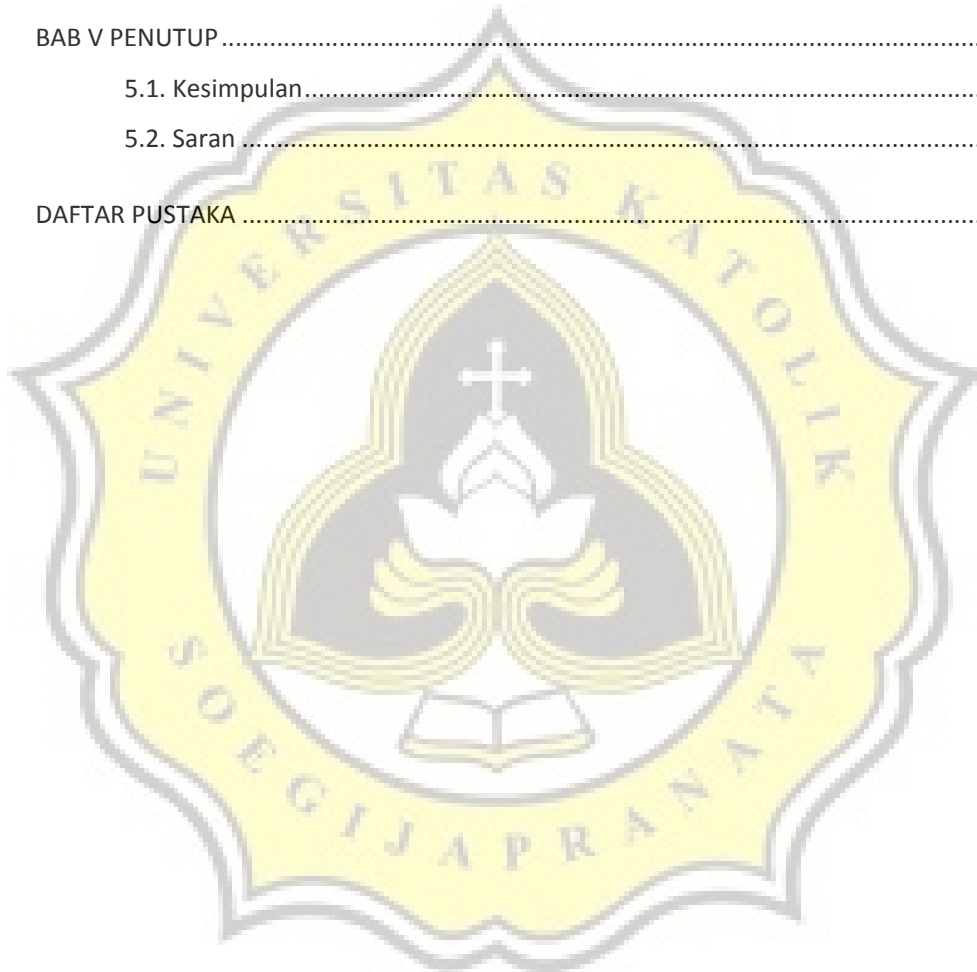 BAB V PENUTUP ........................................................................................................
5.1. Kesimpulan ........................................................................................................
5.2. Saran ........................................................................................................
DAFTAR PUSTAKA ........................................................................................................
UNIVERSITAS KATOLIK
SOEGIJAPRANATA